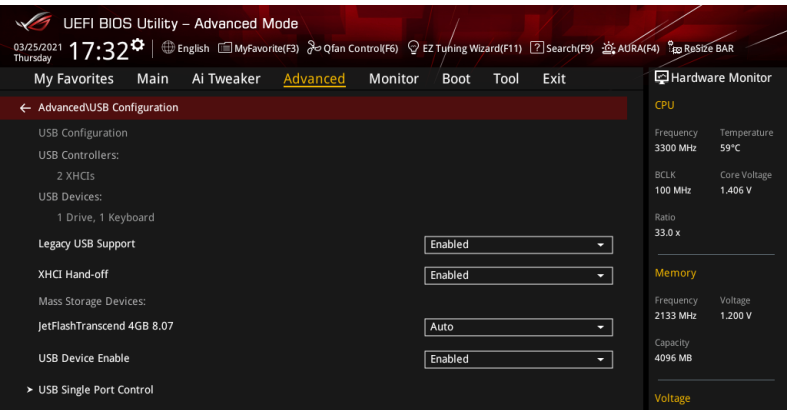 UEFI BIOS Utility – Advanced Mode
03/25/2021 Thursday 17:32 English MyFavorite(F3) Qfan Control(F6) EZ Tuning Wizard(F11) Search(F9) AURA(F4) ReSize BAR
My Favorites Main Ai Tweaker Advanced Monitor Boot Tool Exit
Hardware Monitor
← Advanced\USB Configuration
USB Configuration
USB Controllers:
2 XHCIs
USB Devices:
1 Drive, 1 Keyboard
Legacy USB Support Enabled
XHCI Hand-off Enabled
Mass Storage Devices:
JetFlashTranscend 4GB 8.07 Auto
USB Device Enable Enabled
> USB Single Port Control
CPU
Frequency Temperature
3300 MHz 59°C
BCLK Core Voltage
100 MHz 1.406 V
Ratio
33.0 x
Memory
Frequency Voltage
2133 MHz 1.200 V
Capacity
4096 MB
Voltage